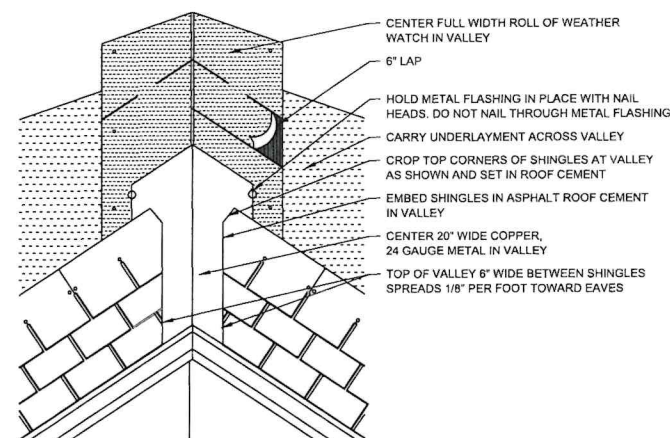 CENTER FULL WIDTH ROLL OF WEATHER
WATCH IN VALLEY
6" LAP
HOLD METAL FLASHING IN PLACE WITH NAIL
HEADS. DO NOT NAIL THROUGH METAL FLASHING
CARRY UNDERLAYMENT ACROSS VALLEY
CROP TOP CORNERS OF SHINGLES AT VALLEY
AS SHOWN AND SET IN ROOF CEMENT
EMBED SHINGLES IN ASPHALT ROOF CEMENT
IN VALLEY
CENTER 20" WIDE COPPER,
24 GAUGE METAL IN VALLEY
TOP OF VALLEY 6" WIDE BETWEEN SHINGLES
SPREADS 1/8" PER FOOT TOWARD EAVES